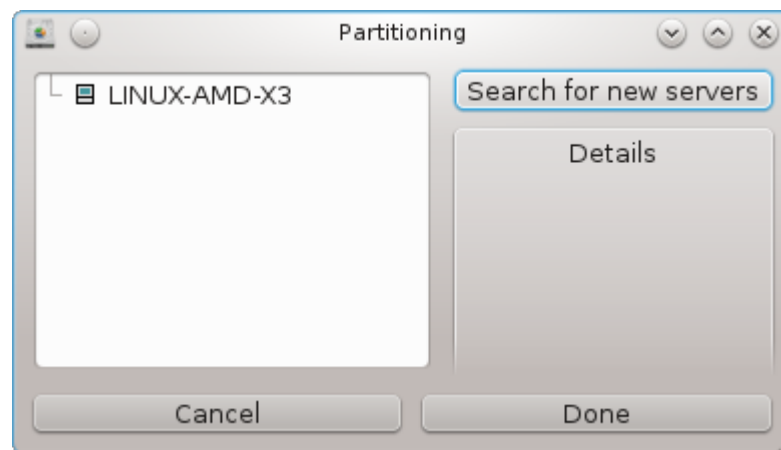 Partitioning
LINUX-AMD-X3
Search for new servers
Details
Cancel
Done